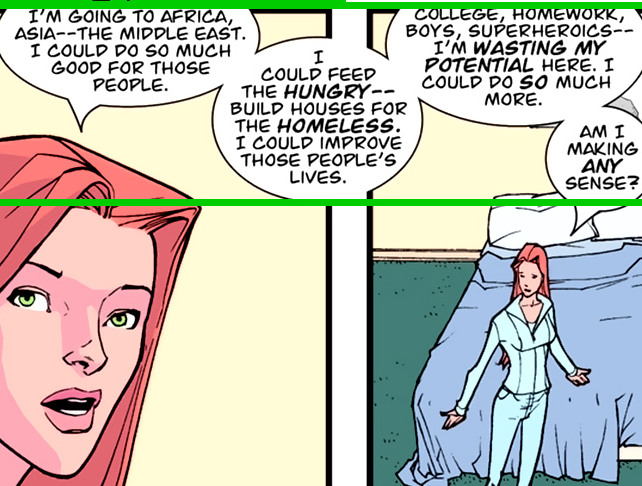 I'M GOING TO AFRICA,
ASIA--THE MIDDLE EAST.
I COULD DO SO MUCH
GOOD FOR THOSE
PEOPLE.
I
COULD FEED
THE HUNGRY--
BUILD HOUSES FOR
THE HOMELESS.
I COULD IMPROVE
THOSE PEOPLE'S
LIVES.
COLLEGE, HOMEWORK,
BOYS, SUPERHEROICS--
I'M WASTING MY
POTENTIAL HERE. I
COULD DO SO MUCH
MORE.
AM I
MAKING
ANY
SENSE?